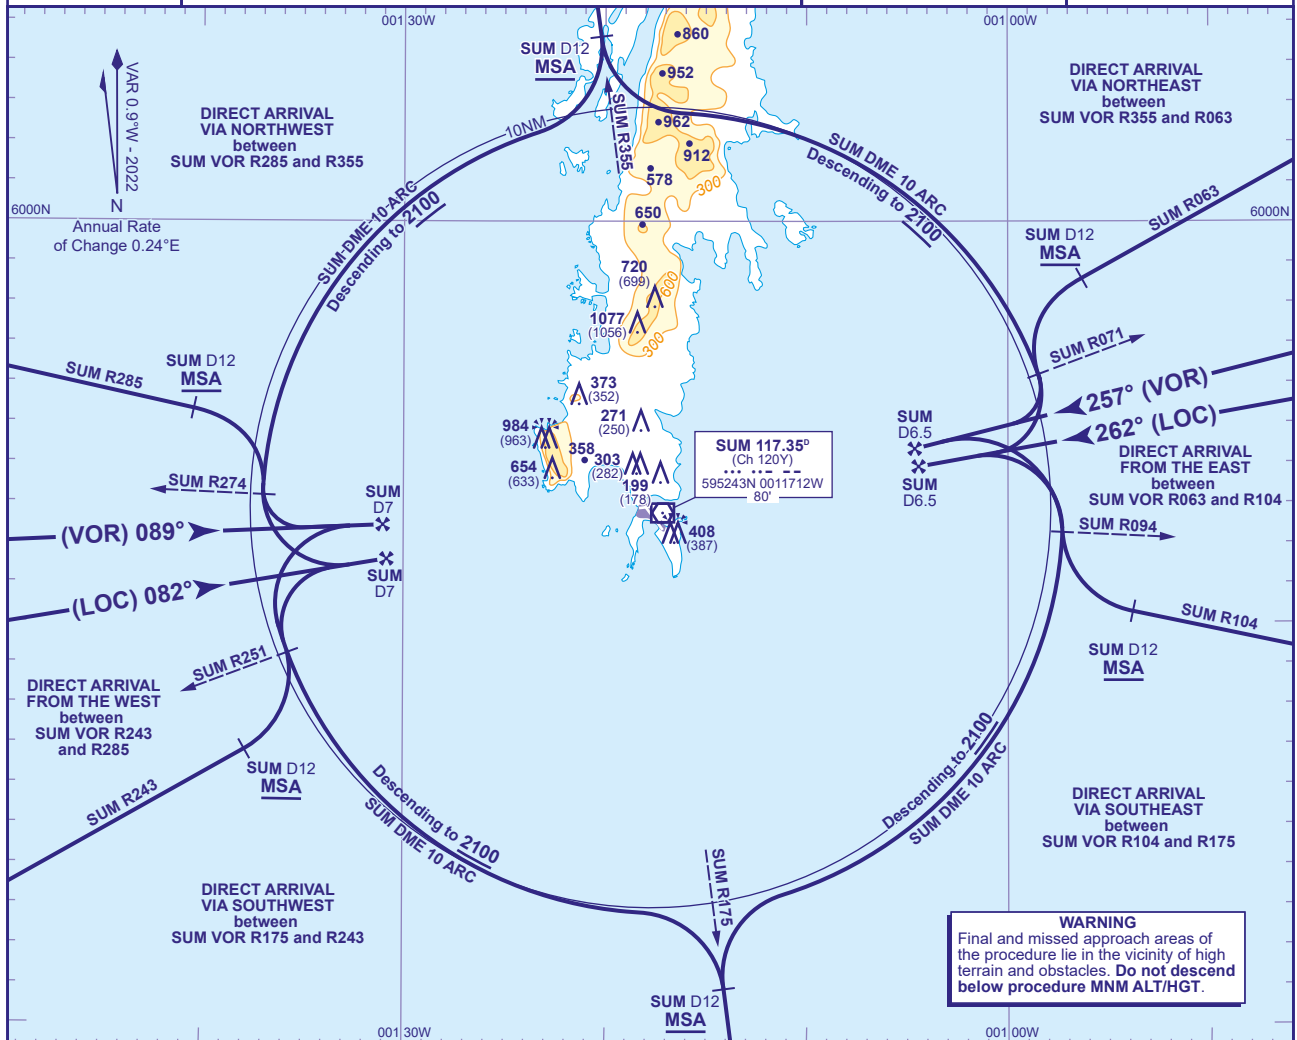 001:30W
001:00W
860
SUM D12
MSA
952
DIRECT ARRIVAL
VIA NORTHEAST
between
SUM VOR R355 and R063
VAR 0.9°W - 2022
N
Annual Rate
of Change 0.24°E
DIRECT ARRIVAL
VIA NORTHWEST
between
SUM VOR R285 and R355
10NM
SUM R355
962
912
578
300
SUM DME 10 ARC
Descending to 2100
SUM DME 10 ARC
Descending to 2100
SUM R063
6000N
6000N
650
SUM D12
MSA
720
(699)
600
1077
(1056)
300
SUM R071
SUM R285
SUM D12
MSA
373
(352)
257° (VOR)
262° (LOC)
SUM
D6.5
271
(250)
984
(963)
358
303
(282)
654
(633)
199
(178)
SUM 117.35D
(Ch 120Y)
595243N 0011712W
80'
SUM
D6.5
DIRECT ARRIVAL
FROM THE EAST
between
SUM VOR R063 and R104
SUM R274
SUM
D7
(VOR) 089°
408
(387)
SUM R094
SUM
D7
(LOC) 082°
SUM R104
SUM D12
MSA
SUM R251
DIRECT ARRIVAL
FROM THE WEST
between
SUM VOR R243
and R285
SUM D12
MSA
SUM R243
Descending to 2100
SUM DME 10 ARC
Descending to 2100
SUM DME 10 ARC
DIRECT ARRIVAL
VIA SOUTHEAST
between
SUM VOR R104 and R175
SUM R175
DIRECT ARRIVAL
VIA SOUTHWEST
between
SUM VOR R175 and R243
WARNING
Final and missed approach areas of
the procedure lie in the vicinity of high
terrain and obstacles. Do not descend
below procedure MNM ALT/HGT.
SUM D12
MSA
001:30W
001:00W